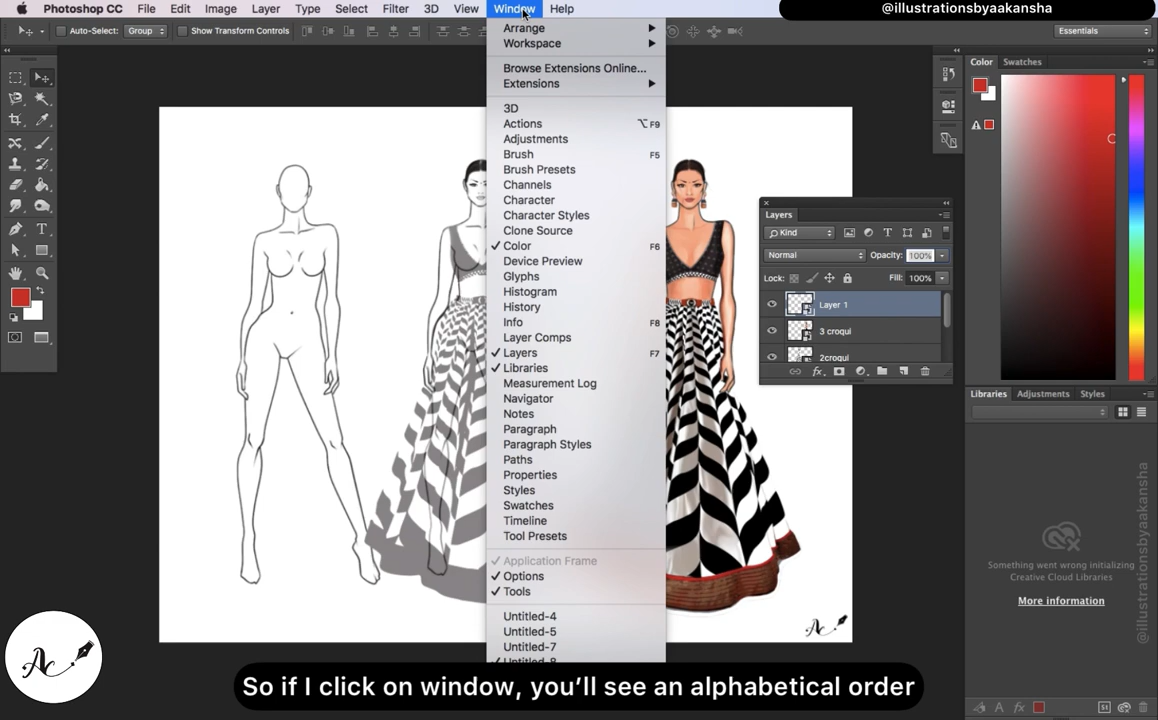 Photoshop CC File Edit Image Layer Type Select Filter 3D View Window Help
@illustrationsbyaakansha
Auto-Select: Group Show Transform Controls
Essentials
Arrange
Workspace
Browse Extensions Online...
Extensions
3D
Actions ⌥F9
Adjustments
Brush F5
Brush Presets
Channels
Character
Character Styles
Clone Source
✓ Color F6
Device Preview
Glyphs
Histogram
History
Info F8
Layer Comps
✓ Layers F7
✓ Libraries
Measurement Log
Navigator
Notes
Paragraph
Paragraph Styles
Paths
Properties
Styles
Swatches
Timeline
Tool Presets
✓ Application Frame
✓ Options
✓ Tools
Untitled-4
Untitled-5
Untitled-7
Untitled-8
Layers
Kind
Normal Opacity: 100%
Lock: Fill: 100%
Layer 1
3 croqui
2croqui
fx
Color Swatches
Libraries Adjustments Styles
Something went wrong initializing
Creative Cloud Libraries
More information
@illustrationsbyaakansha
A fx St
Ac
Ac
So if I click on window, you’ll see an alphabetical order